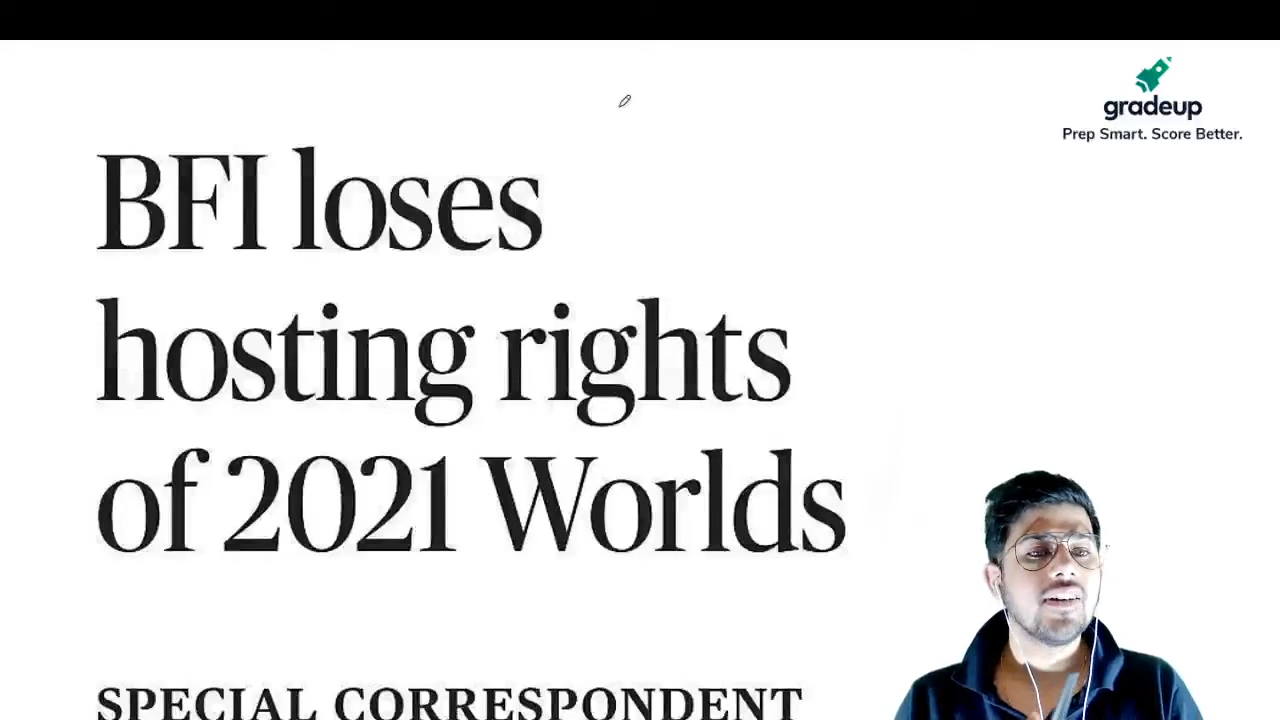 gradeup
Prep Smart. Score Better.
BFI loses
hosting rights
of 2021 Worlds
SPECIAL CORRESPONDENT